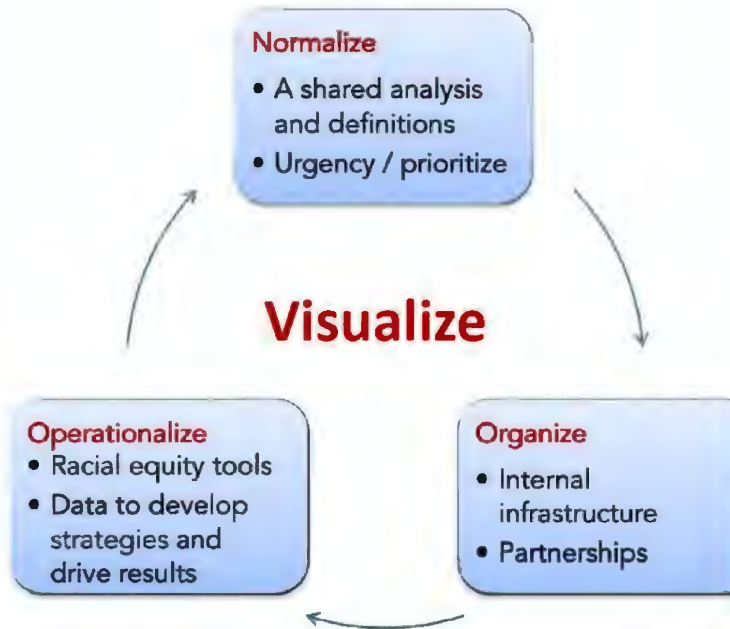 Normalize
• A shared analysis
and definitions
• Urgency / prioritize
Visualize
Operationalize
• Racial equity tools
• Data to develop
strategies and
drive results
Organize
• Internal
infrastructure
• Partnerships